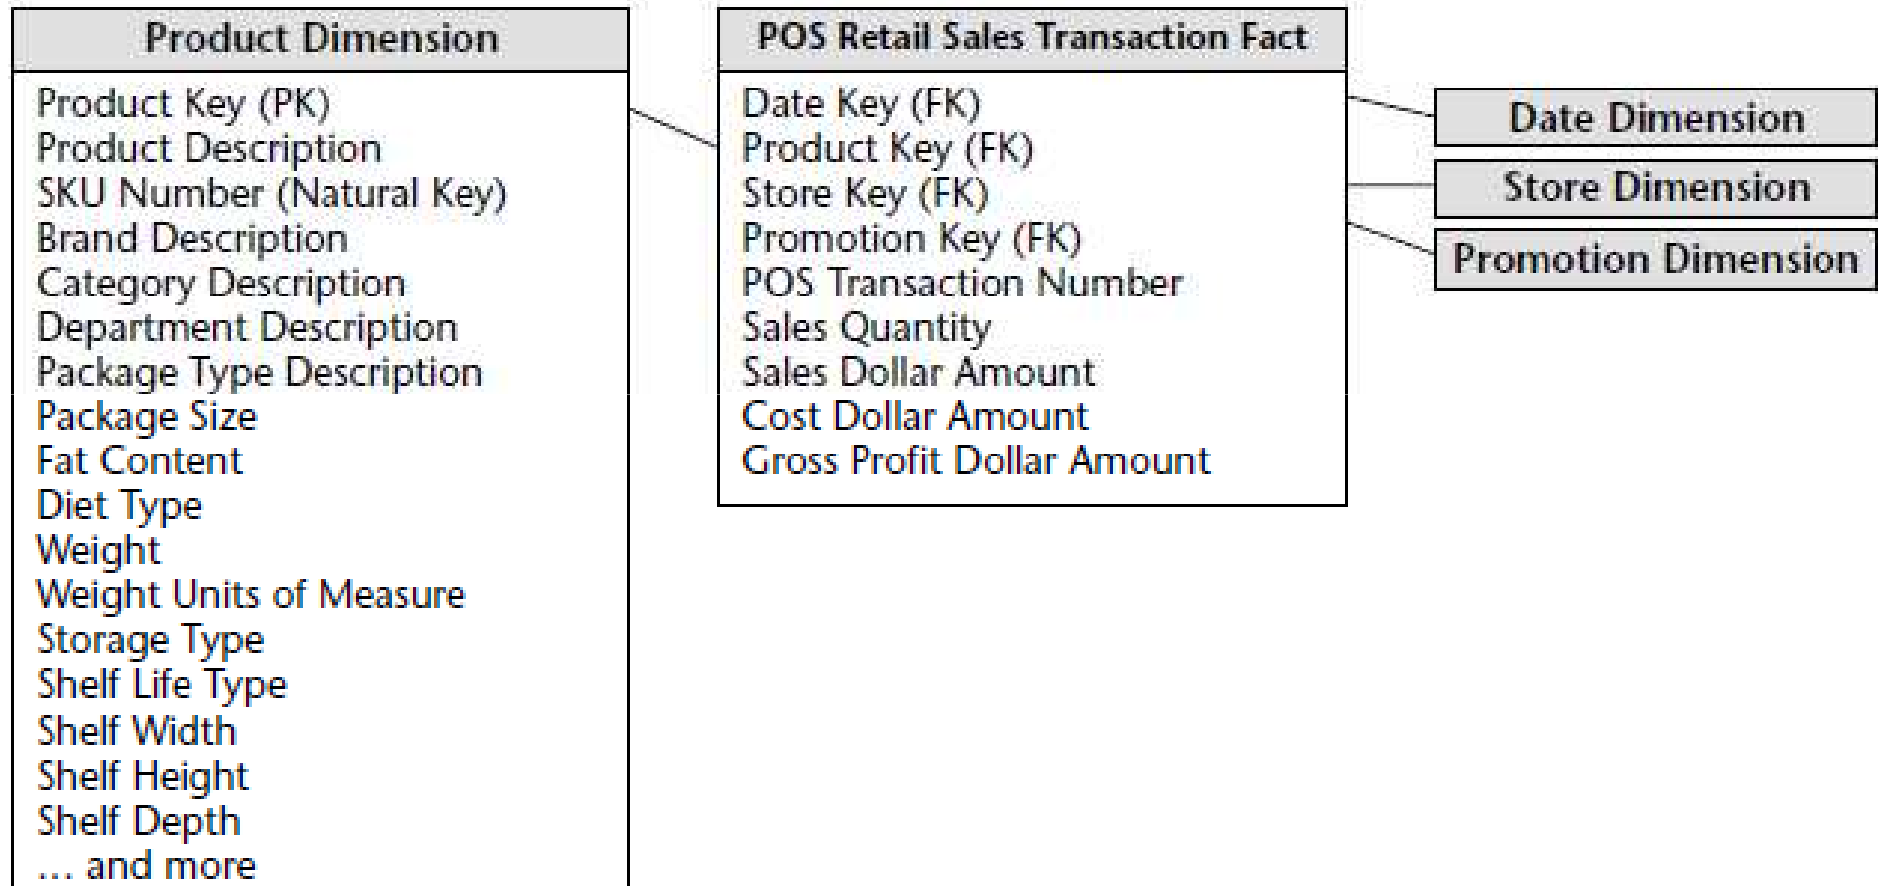 Product Dimension
Product Key (PK)
Product Description
SKU Number (Natural Key)
Brand Description
Category Description
Department Description
Package Type Description
Package Size
Fat Content
Diet Type
Weight
Weight Units of Measure
Storage Type
Shelf Life Type
Shelf Width
Shelf Height
Shelf Depth
... and more
POS Retail Sales Transaction Fact
Date Key (FK)
Product Key (FK)
Store Key (FK)
Promotion Key (FK)
POS Transaction Number
Sales Quantity
Sales Dollar Amount
Cost Dollar Amount
Gross Profit Dollar Amount
Date Dimension
Store Dimension
Promotion Dimension